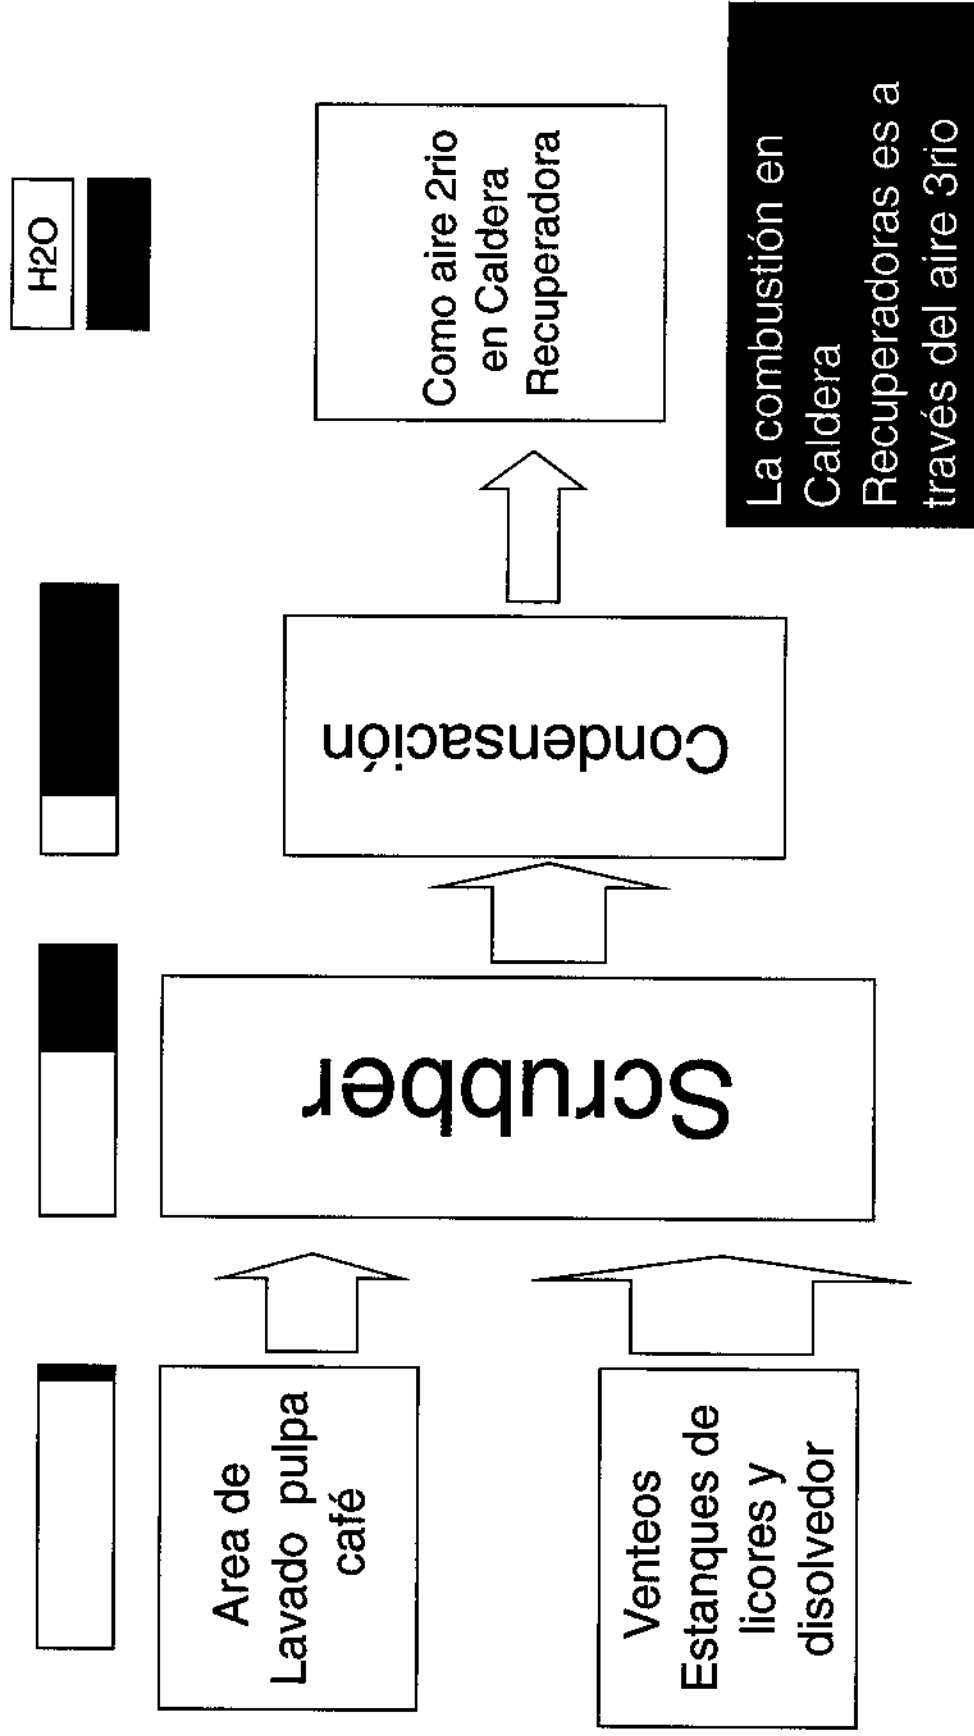 H2O
Area de
Lavado pulpa
café
Venteos
Estanques de
licores y
disolvedor
Scrubber
Condensación
Como aire 2rio
en Caldera
Recuperadora
La combustión en
Caldera
Recuperadoras es a
través del aire 3rio